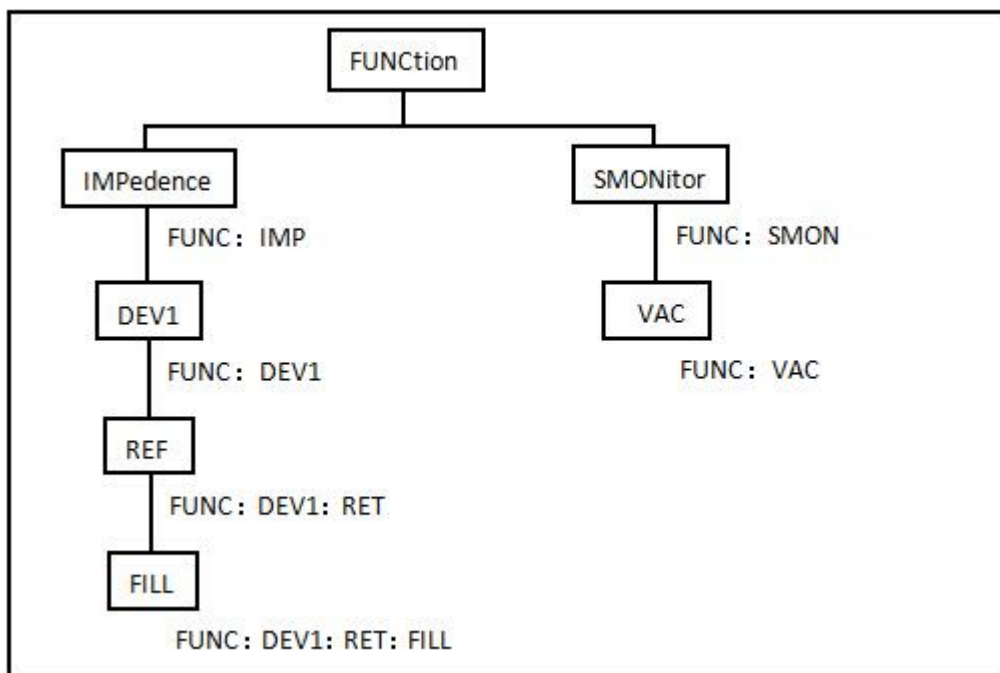 FUNCtion
IMPedence
SMONitor
FUNC：IMP
FUNC：SMON
DEV1
VAC
FUNC：DEV1
FUNC：VAC
REF
FUNC：DEV1：RET
FILL
FUNC：DEV1：RET：FILL